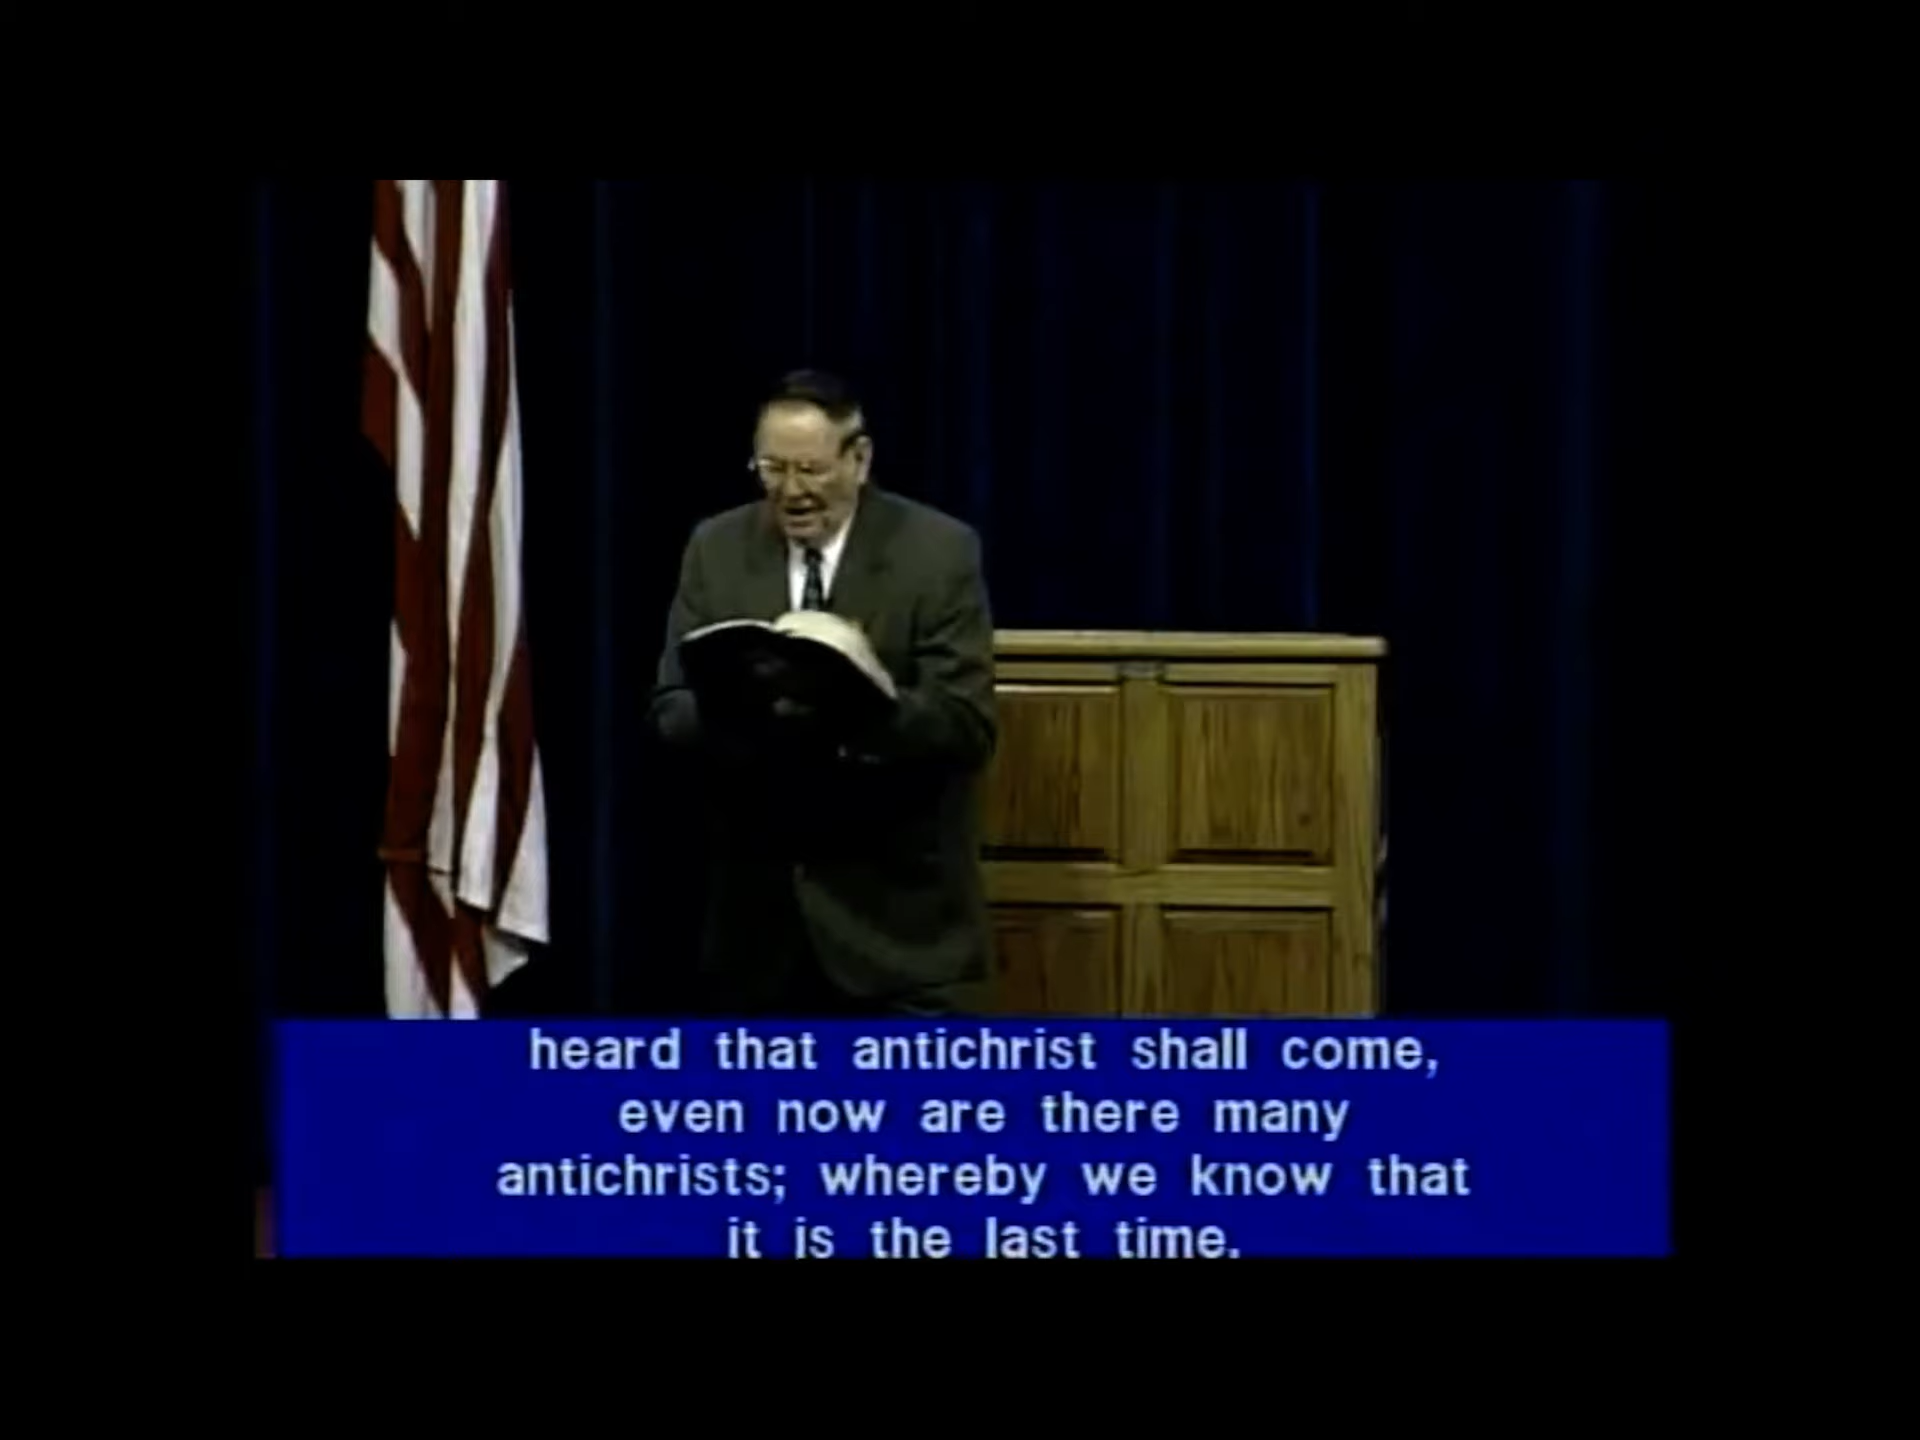 heard that antichrist shall come,
even now are there many
antichrists; whereby we know that
it is the last time.